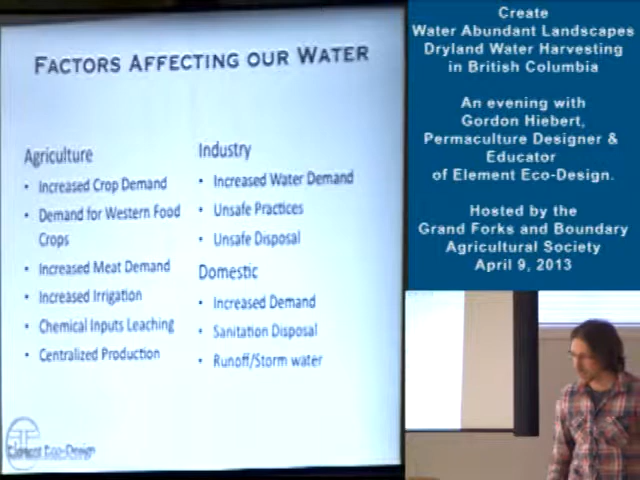 FACTORS AFFECTING OUR WATER
Agriculture
• Increased Crop Demand
• Demand for Western Food
Crops
• Increased Meat Demand
• Increased Irrigation
• Chemical Inputs Leaching
• Centralized Production
Industry
• Increased Water Demand
• Unsafe Practices
• Unsafe Disposal
Domestic
• Increased Demand
• Sanitation Disposal
• Runoff/Storm water
Element Eco-Design
Create
Water Abundant Landscapes
Dryland Water Harvesting
in British Columbia
An evening with
Gordon Hiebert,
Permaculture Designer &
Educator
of Element Eco-Design.
Hosted by the
Grand Forks and Boundary
Agricultural Society
April 9, 2013